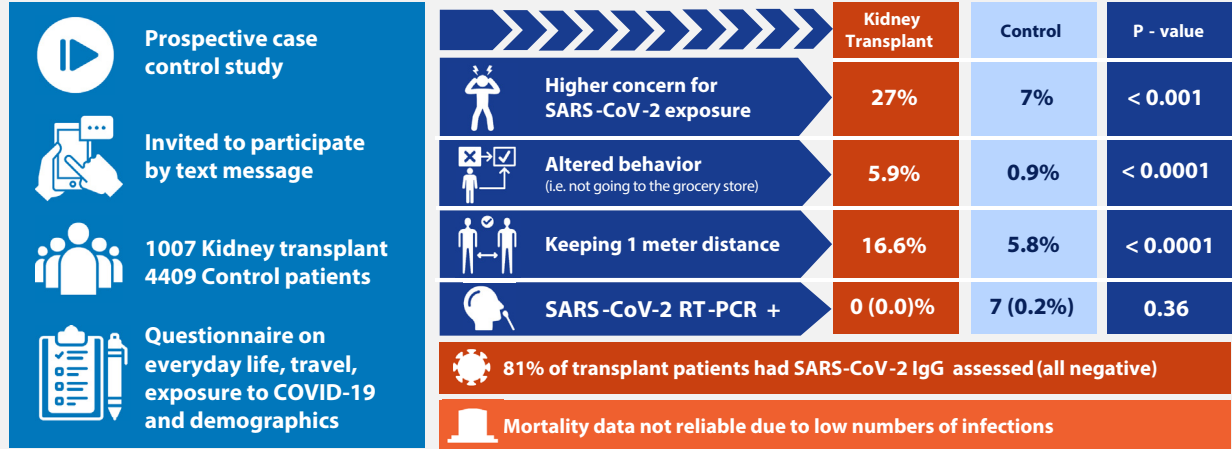 Prospective case
control study
Invited to participate
by text message
1007 Kidney transplant
4409 Control patients
Questionnaire on
everyday life, travel,
exposure to COVID-19
and demographics
Kidney
Transplant
Control
P - value
Higher concern for
SARS-CoV-2 exposure
27%
7%
< 0.001
Altered behavior
(i.e. not going to the grocery store)
5.9%
0.9%
< 0.0001
Keeping 1 meter distance
16.6%
5.8%
< 0.0001
SARS-CoV-2 RT-PCR +
0 (0.0)%
7 (0.2%)
0.36
81% of transplant patients had SARS-CoV-2 IgG assessed (all negative)
Mortality data not reliable due to low numbers of infections